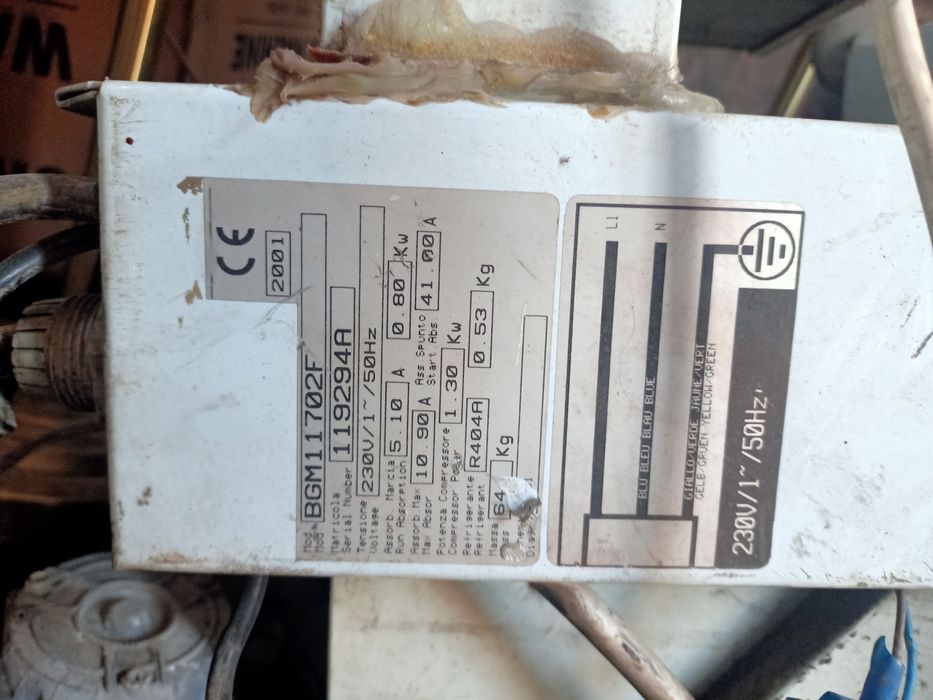 CE
2001
Mod.
Mod. BGM11702F
Matricola
Serial Number 119294A
Tensione
Voltage 230V/1~/50Hz
Assorb. Marcia
Run Absorption 5.10 A 0.80 Kw
Assorb. Max
Max Absor 10.90 A Ass Spunto
Start Abs. 41.00 A
Potenza Compressore
Compressor 1.30 Kw
Refrigerante
Refrigerant R404A 0.53 Kg
Massa
64 Kg
L1
N
BLU BLEU BLAU BLUE
GIALLO/VERDE JAUNE/VERT
GELB/GRUEN YELLOW/GREEN
230V/1~/50Hz